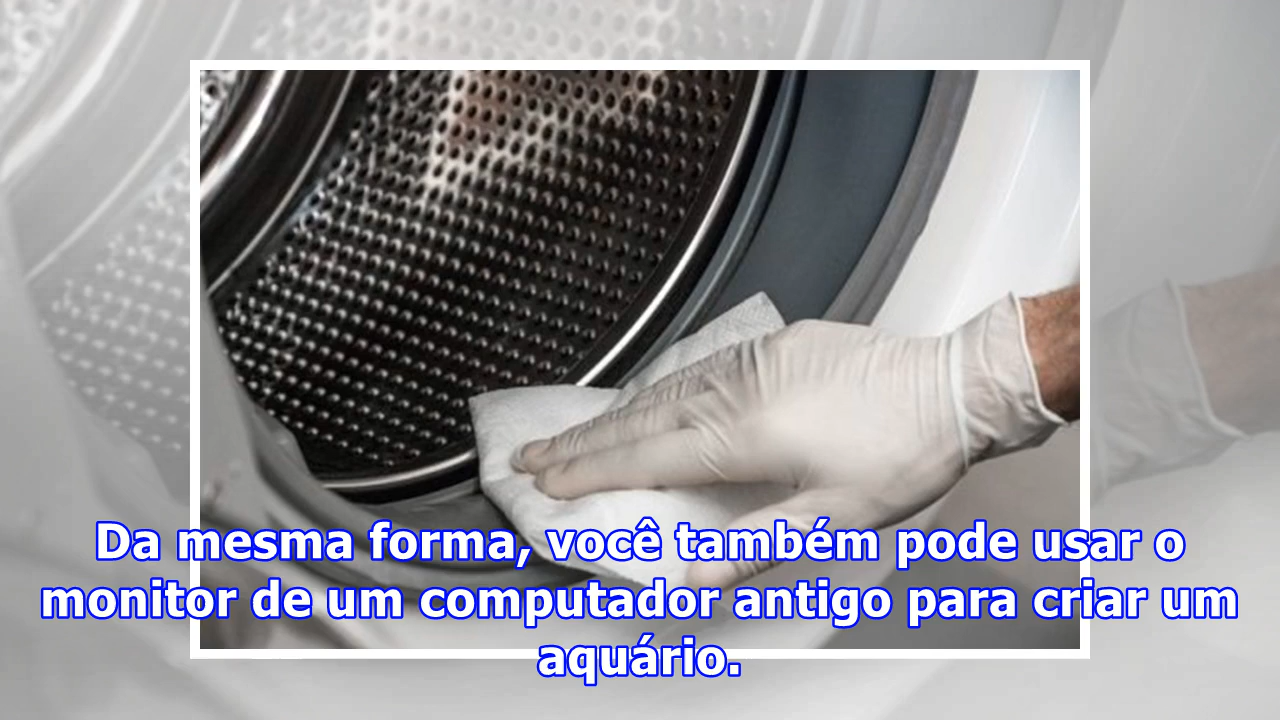 Da mesma forma, você também pode usar o
monitor de um computador antigo para criar um
aquário.